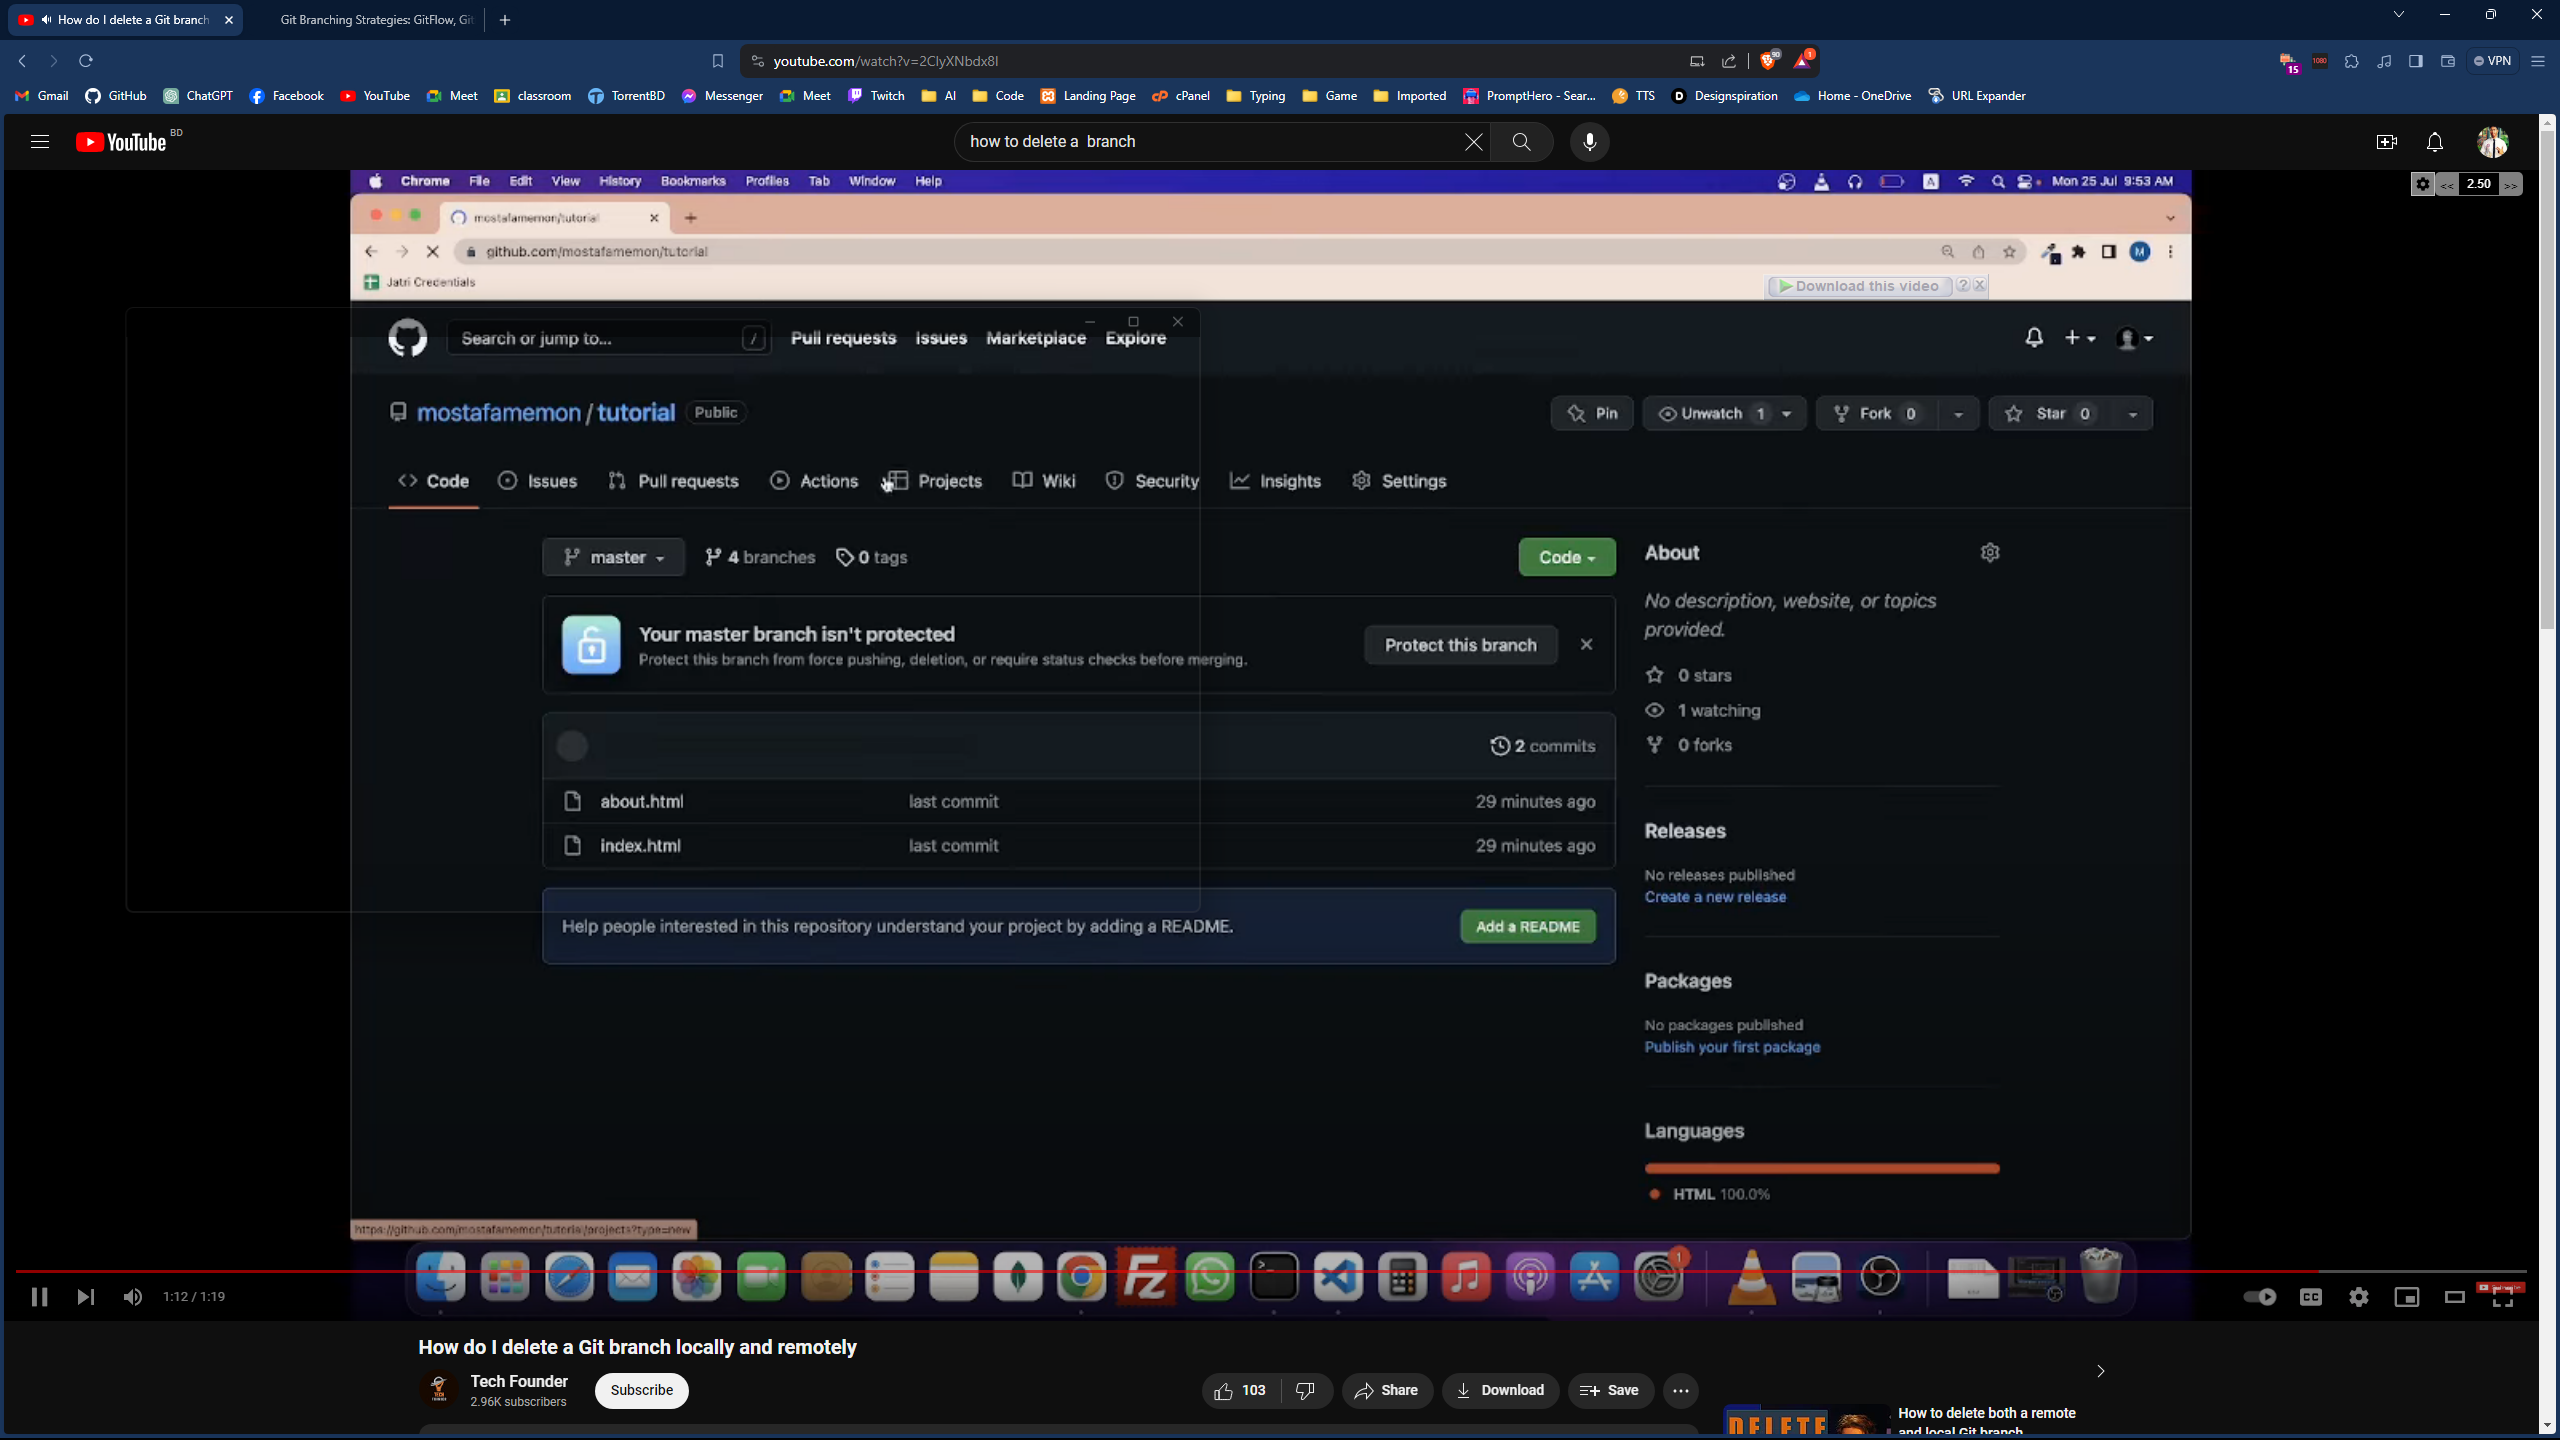 How do I delete a Git branch
Git Branching Strategies: GitFlow, Git
youtube.com/watch?v=2ClyXNbdx8I
90
1
15
1080
VPN
Gmail GitHub ChatGPT Facebook YouTube Meet classroom TorrentBD Messenger Meet Twitch AI Code Landing Page cPanel Typing Game Imported PromptHero - Sear... TTS Designspiration Home - OneDrive URL Expander
YouTube BD
how to delete a  branch
Chrome File Edit View History Bookmarks Profiles Tab Window Help
A
Mon 25 Jul 9:53 AM
<< 2.50 >>
mostafamemon/tutorial
github.com/mostafamemon/tutorial
M
Jatri Credentials
Download this video ? X
Search or jump to... /
Pull requests Issues Marketplace Explore
mostafamemon / tutorial Public
Pin
Unwatch 1
Fork 0
Star 0
Code Issues Pull requests Actions Projects Wiki Security Insights Settings
master 4 branches 0 tags
Code
Your master branch isn't protected
Protect this branch from force pushing, deletion, or require status checks before merging.
Protect this branch
2 commits
about.html last commit 29 minutes ago
index.html last commit 29 minutes ago
Help people interested in this repository understand your project by adding a README.
Add a README
About
No description, website, or topics
provided.
0 stars
1 watching
0 forks
Releases
No releases published
Create a new release
Packages
No packages published
Publish your first package
Languages
HTML 100.0%
https://github.com/mostafamemon/tutorial/projects?type=new
Fz
1
1:12 / 1:19
CC
How do I delete a Git branch locally and remotely
Tech Founder
2.96K subscribers
Subscribe
103
Share
Download
Save
DELETE
How to delete both a remote
and local Git branch